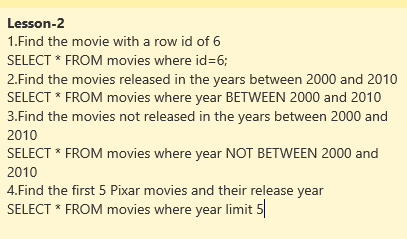 Lesson-2
1.Find the movie with a row id of 6
SELECT * FROM movies where id=6;
2.Find the movies released in the years between 2000 and 2010
SELECT * FROM movies where year BETWEEN 2000 and 2010
3.Find the movies not released in the years between 2000 and
2010
SELECT * FROM movies where year NOT BETWEEN 2000 and
2010
4.Find the first 5 Pixar movies and their release year
SELECT * FROM movies where year limit 5